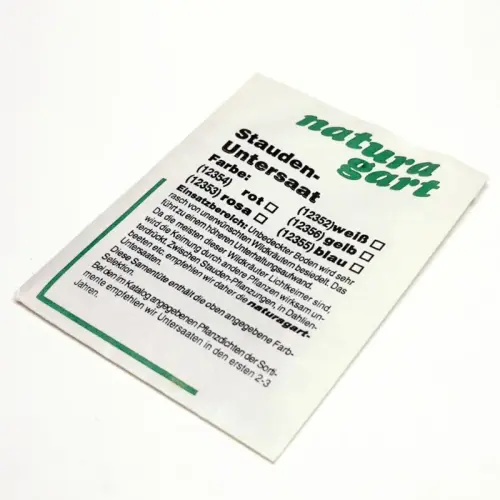 natura
gart
Stauden-
Untersaat
Farbe:
(12354) rot (12352) weiß
(12353) rosa (12356) gelb
(12355) blau
Einsatzbereich: Unbedeckter Boden wird sehr
rasch von unerwünschten Wildkräutern besiedelt. Das
führt zu einem höheren Unterhaltungsaufwand.
Da die meisten dieser Wildkräuter Lichtkeimer sind,
wird die Keimung durch andere Pflanzen wirksam un-
terdrückt. Zwischen Stauden-Pflanzungen, in Dahlien-
beeten etc. empfehlen wir daher die naturagart-
Untersaaten.
Diese Samentüte enthält die oben angegebene Farb-
Selektion.
Bei den im Katalog angegebenen Pflanzdichten der Sorti-
mente empfehlen wir Untersaaten in den ersten 2-3
Jahren.